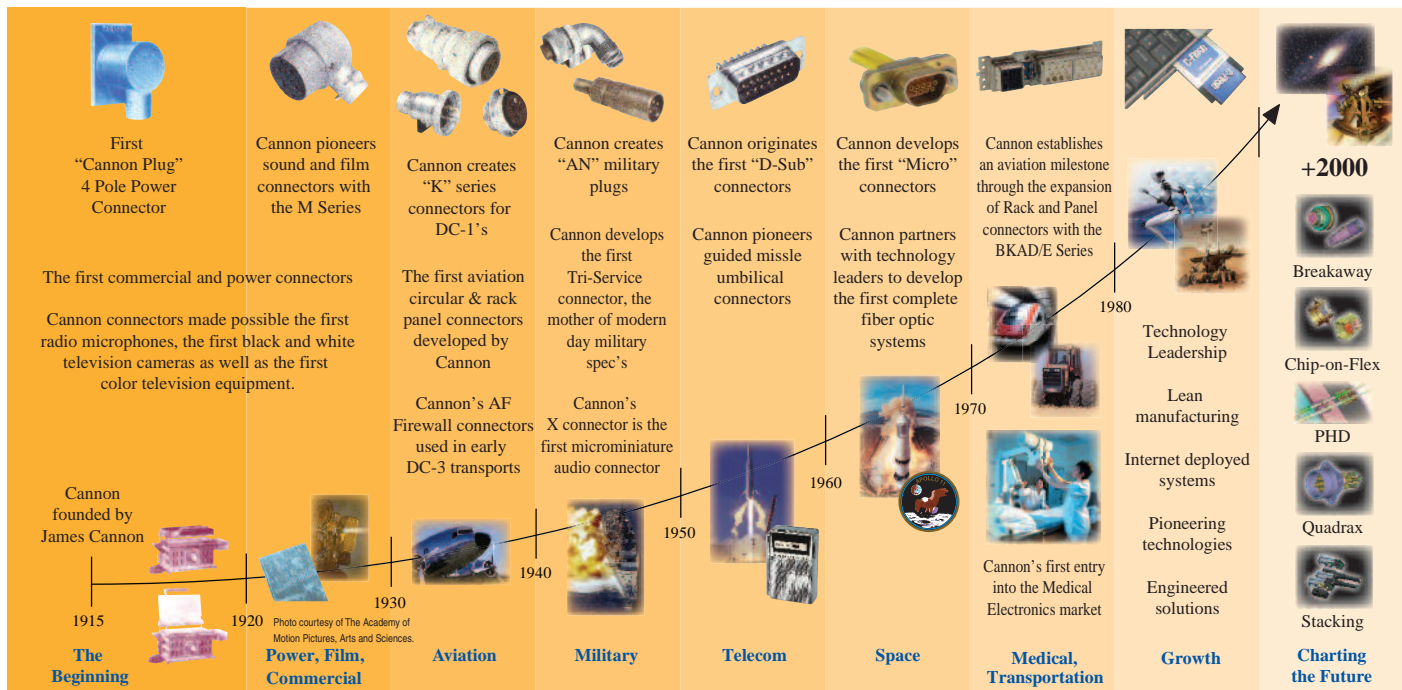 First
“Cannon Plug”
4 Pole Power
Connector
Cannon pioneers
sound and film
connectors with
the M Series
The first commercial and power connectors
Cannon connectors made possible the first
radio microphones, the first black and white
television cameras as well as the first
color television equipment.
Cannon
founded by
James Cannon
1915
1920
Photo courtesy of The Academy of
Motion Pictures, Arts and Sciences.
The
Beginning
Power, Film,
Commercial
Cannon creates
“K” series
connectors for
DC-1’s
The first aviation
circular & rack
panel connectors
developed by
Cannon
Cannon’s AF
Firewall connectors
used in early
DC-3 transports
1930
Aviation
Cannon creates
“AN” military
plugs
Cannon develops
the first
Tri-Service
connector, the
mother of modern
day military
spec’s
Cannon’s
X connector is the
first microminiature
audio connector
1940
Military
Cannon originates
the first “D-Sub”
connectors
Cannon pioneers
guided missle
umbilical
connectors
1950
Telecom
Cannon develops
the first “Micro”
connectors
Cannon partners
with technology
leaders to develop
the first complete
fiber optic
systems
1960
APOLLO 11
Space
Cannon establishes
an aviation milestone
through the expansion
of Rack and Panel
connectors with the
BKAD/E Series
1970
Cannon’s first entry
into the Medical
Electronics market
Medical,
Transportation
1980
Technology
Leadership
Lean
manufacturing
Internet deployed
systems
Pioneering
technologies
Engineered
solutions
Growth
+2000
Breakaway
Chip-on-Flex
PHD
Quadrax
Stacking
Charting
the Future